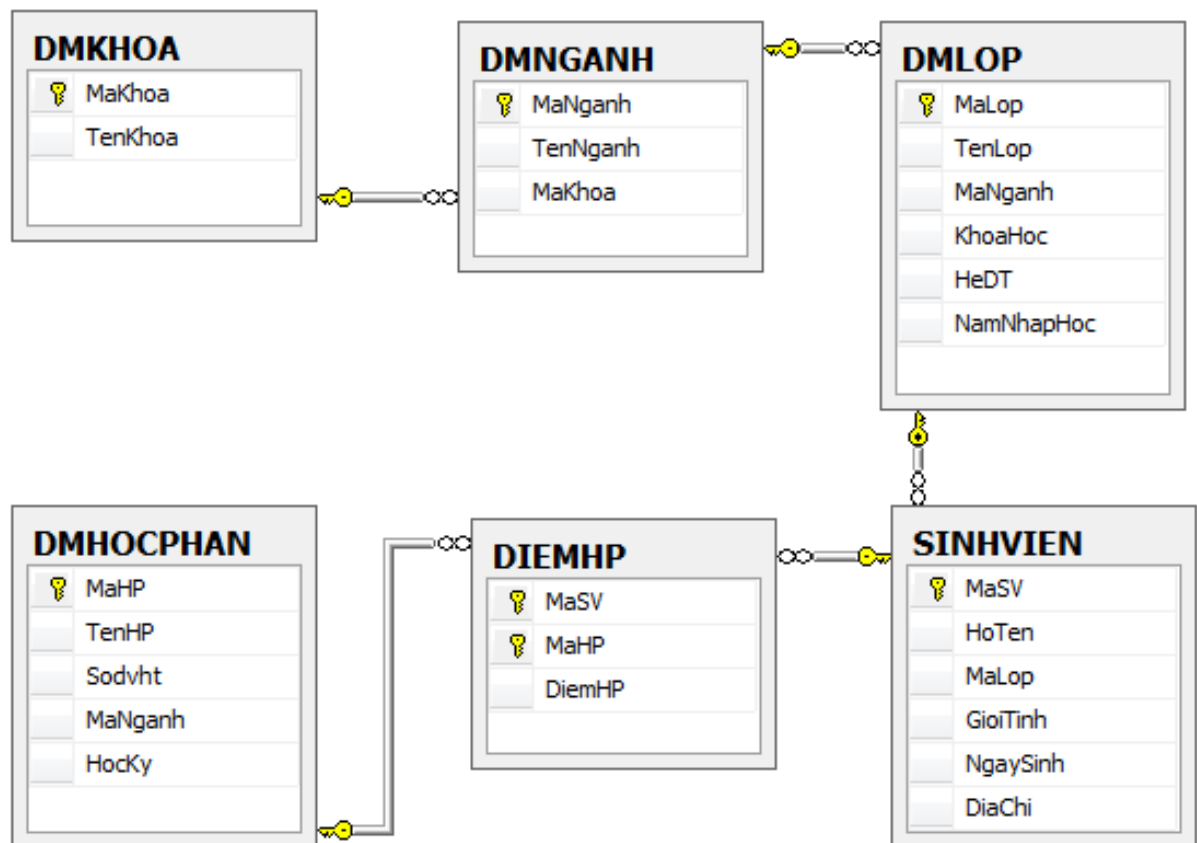 DMKHOA
MaKhoa
TenKhoa
DMNGANH
MaNganh
TenNganh
MaKhoa
DMLOP
MaLop
TenLop
MaNganh
KhoaHoc
HeDT
NamNhapHoc
DMHOCPHAN
MaHP
TenHP
Sodvht
MaNganh
HocKy
DIEMHP
MaSV
MaHP
DiemHP
SINHVIEN
MaSV
HoTen
MaLop
GioiTinh
NgaySinh
DiaChi